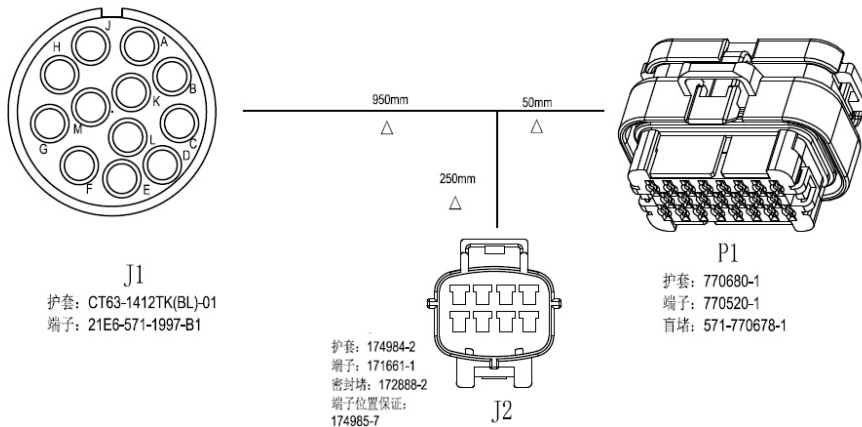 J
A
H
B
K
M
C
G
L
D
F
E
950mm
△
50mm
△
250mm
△
J1
护套：CT63-1412TK(BL)-01
端子：21E6-571-1997-B1
护套：174984-2
端子：171661-1
密封堵：172888-2
端子位置保证：
174985-7
J2
P1
护套：770680-1
端子：770520-1
盲堵：571-770678-1